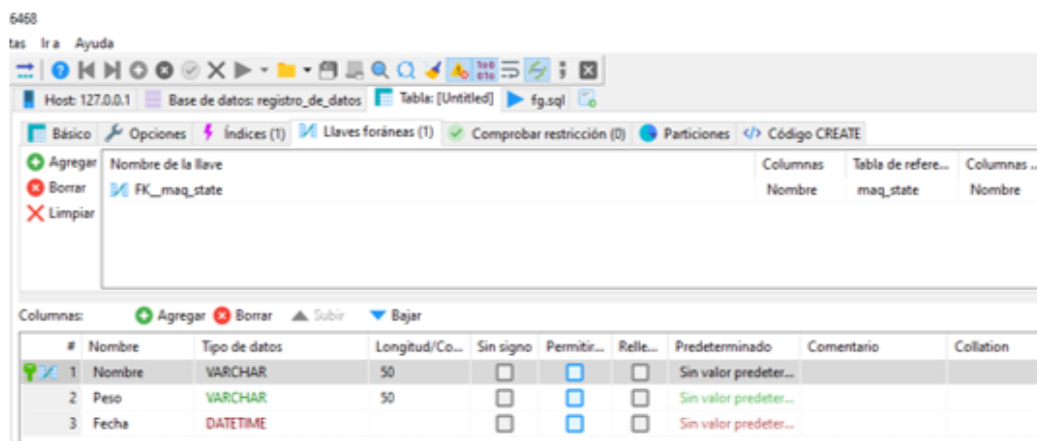 6468
tas Ir a Ayuda
Host: 127.0.0.1 Base de datos: registro_de_datos Tabla: [Untitled] fg.sql
Básico Opciones Índices (1) Llaves foráneas (1) Comprobar restricción (0) Particiones Código CREATE
Agregar Nombre de la llave Columnas Tabla de refere... Columnas ...
Borrar FK__maq_state Nombre maq_state Nombre
Limpiar
Columnas: Agregar Borrar Subir Bajar
# Nombre Tipo de datos Longitud/Co... Sin signo Permitir... Relle... Predeterminado Comentario Collation
1 Nombre VARCHAR 50 Sin valor predeter...
2 Peso VARCHAR 50 Sin valor predeter...
3 Fecha DATETIME Sin valor predeter...